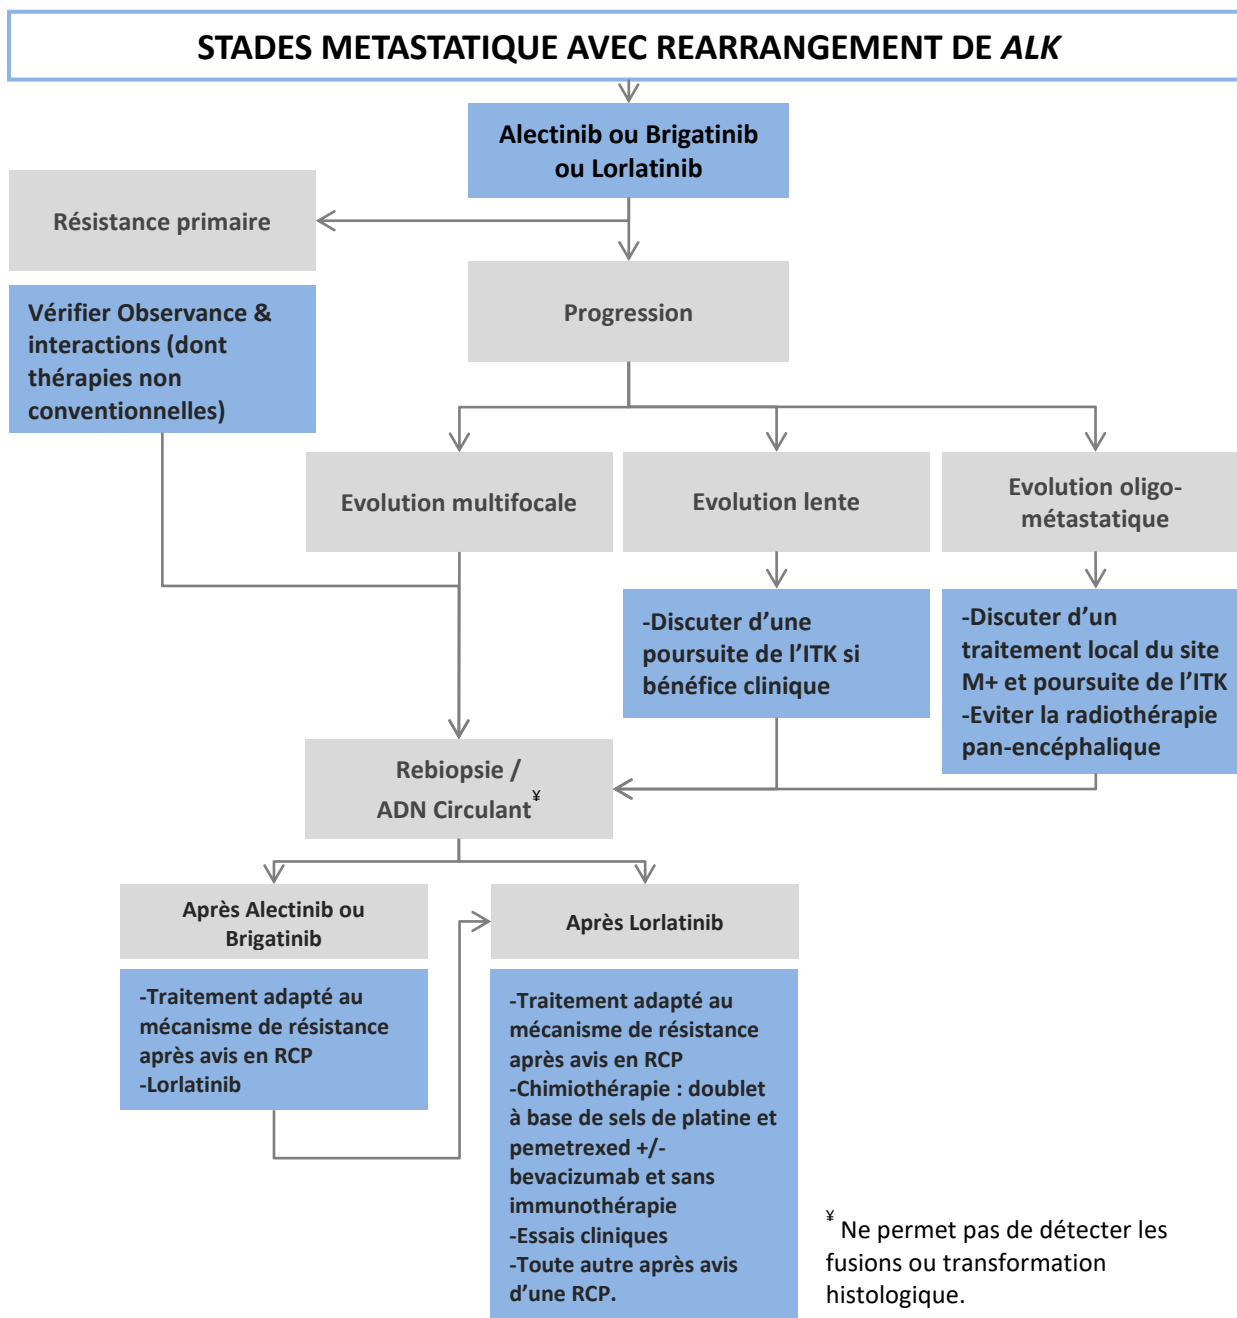 STADES METASTATIQUE AVEC REARRANGEMENT DE ALK
Alectinib ou Brigatinib
ou Lorlatinib
Résistance primaire
Vérifier Observance &
interactions (dont
thérapies non
conventionnelles)
Progression
Evolution multifocale
Evolution lente
Evolution oligo-
métastatique
-Discuter d’une
poursuite de l’ITK si
bénéfice clinique
-Discuter d’un
traitement local du site
M+ et poursuite de l’ITK
-Eviter la radiothérapie
pan-encéphalique
Rebiopsie /
ADN Circulant¥
Après Alectinib ou
Brigatinib
-Traitement adapté au
mécanisme de résistance
après avis en RCP
-Lorlatinib
Après Lorlatinib
-Traitement adapté au
mécanisme de résistance
après avis en RCP
-Chimiothérapie : doublet
à base de sels de platine et
pemetrexed +/-
bevacizumab et sans
immunothérapie
-Essais cliniques
-Toute autre après avis
d’une RCP.
¥ Ne permet pas de détecter les
fusions ou transformation
histologique.